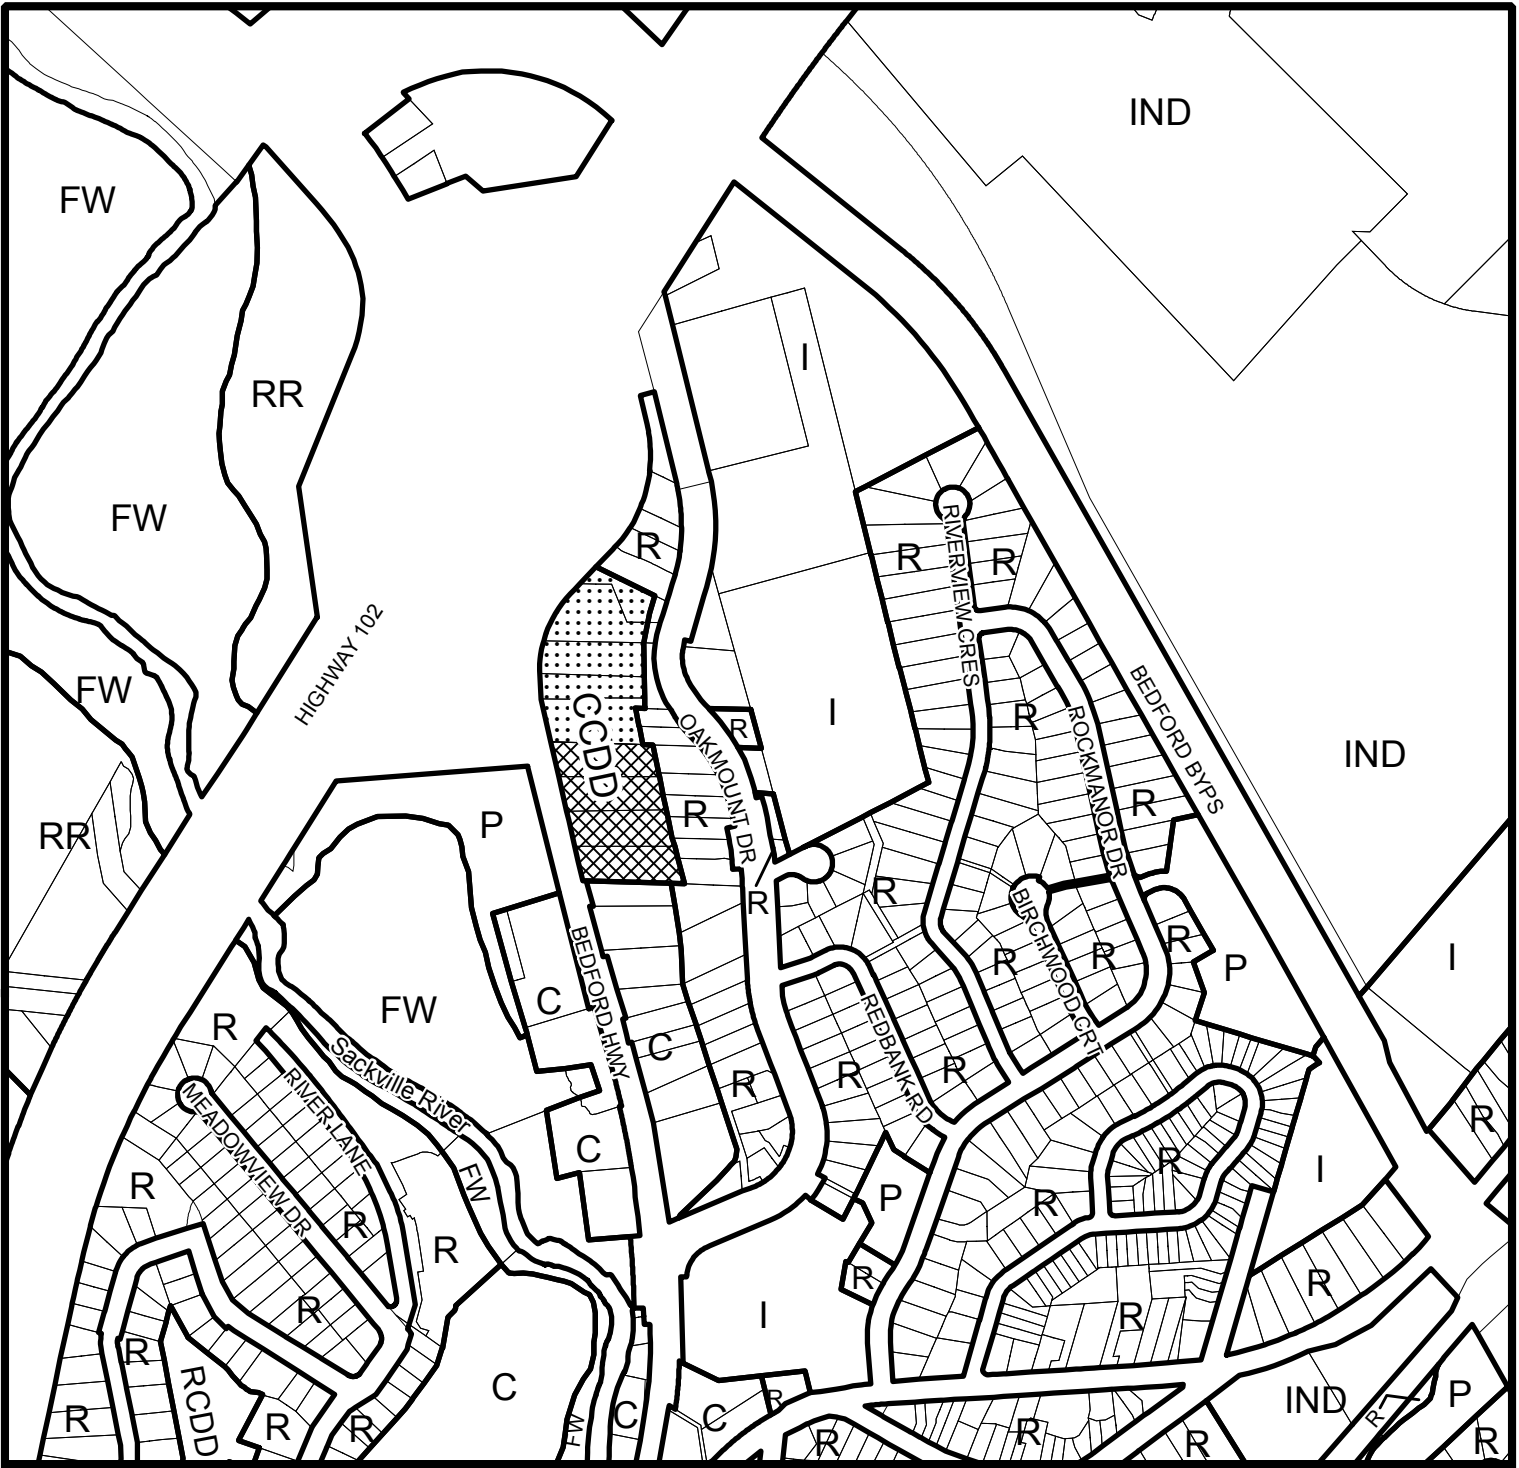 IND
FW
I
RR
FW
R
RIVERVIEW CRES
R
R
HIGHWAY 102
FW
CCDD
OAKMOUNT DR
R
I
R
ROCKMANOR DR
BEDFORD BYPS
IND
RR
P
R
R
R
R
BIRCHWOOD CRT
R
R
R
P
I
BEDFORD HWY
C
FW
R
Sackville River
C
R
R
REDBANK RD
R
MEADOWVIEW DR
RIVER LANE
R
C
FW
R
R
R
P
R
R
I
R
R
R
I
R
R
R
RCDD
C
FW
C
C
R
IND
R
P
R
R
R
R
R
R
R